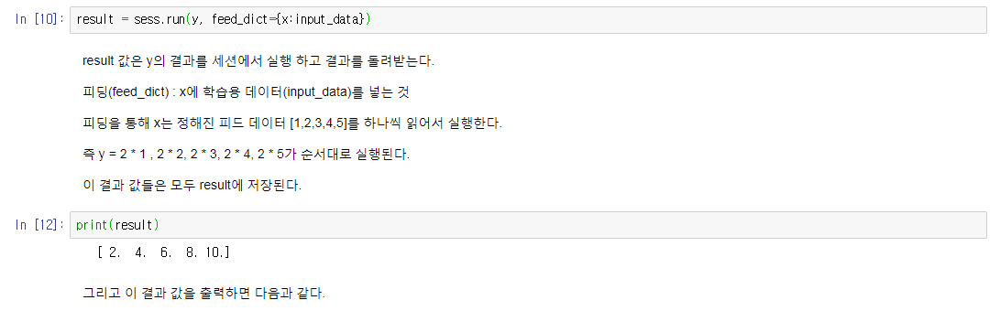 In [10]: result = sess.run(y, feed_dict={x:input_data})
result 값은 y의 결과를 세션에서 실행 하고 결과를 돌려받는다.
피딩(feed_dict) : x에 학습용 데이터(input_data)를 넣는 것
피딩을 통해 x는 정해진 피드 데이터 [1,2,3,4,5]를 하나씩 읽어서 실행한다.
즉 y = 2 * 1 , 2 * 2, 2 * 3, 2 * 4, 2 * 5가 순서대로 실행된다.
이 결과 값들은 모두 result에 저장된다.
In [12]: print(result)
[ 2. 4. 6. 8. 10.]
그리고 이 결과 값을 출력하면 다음과 같다.